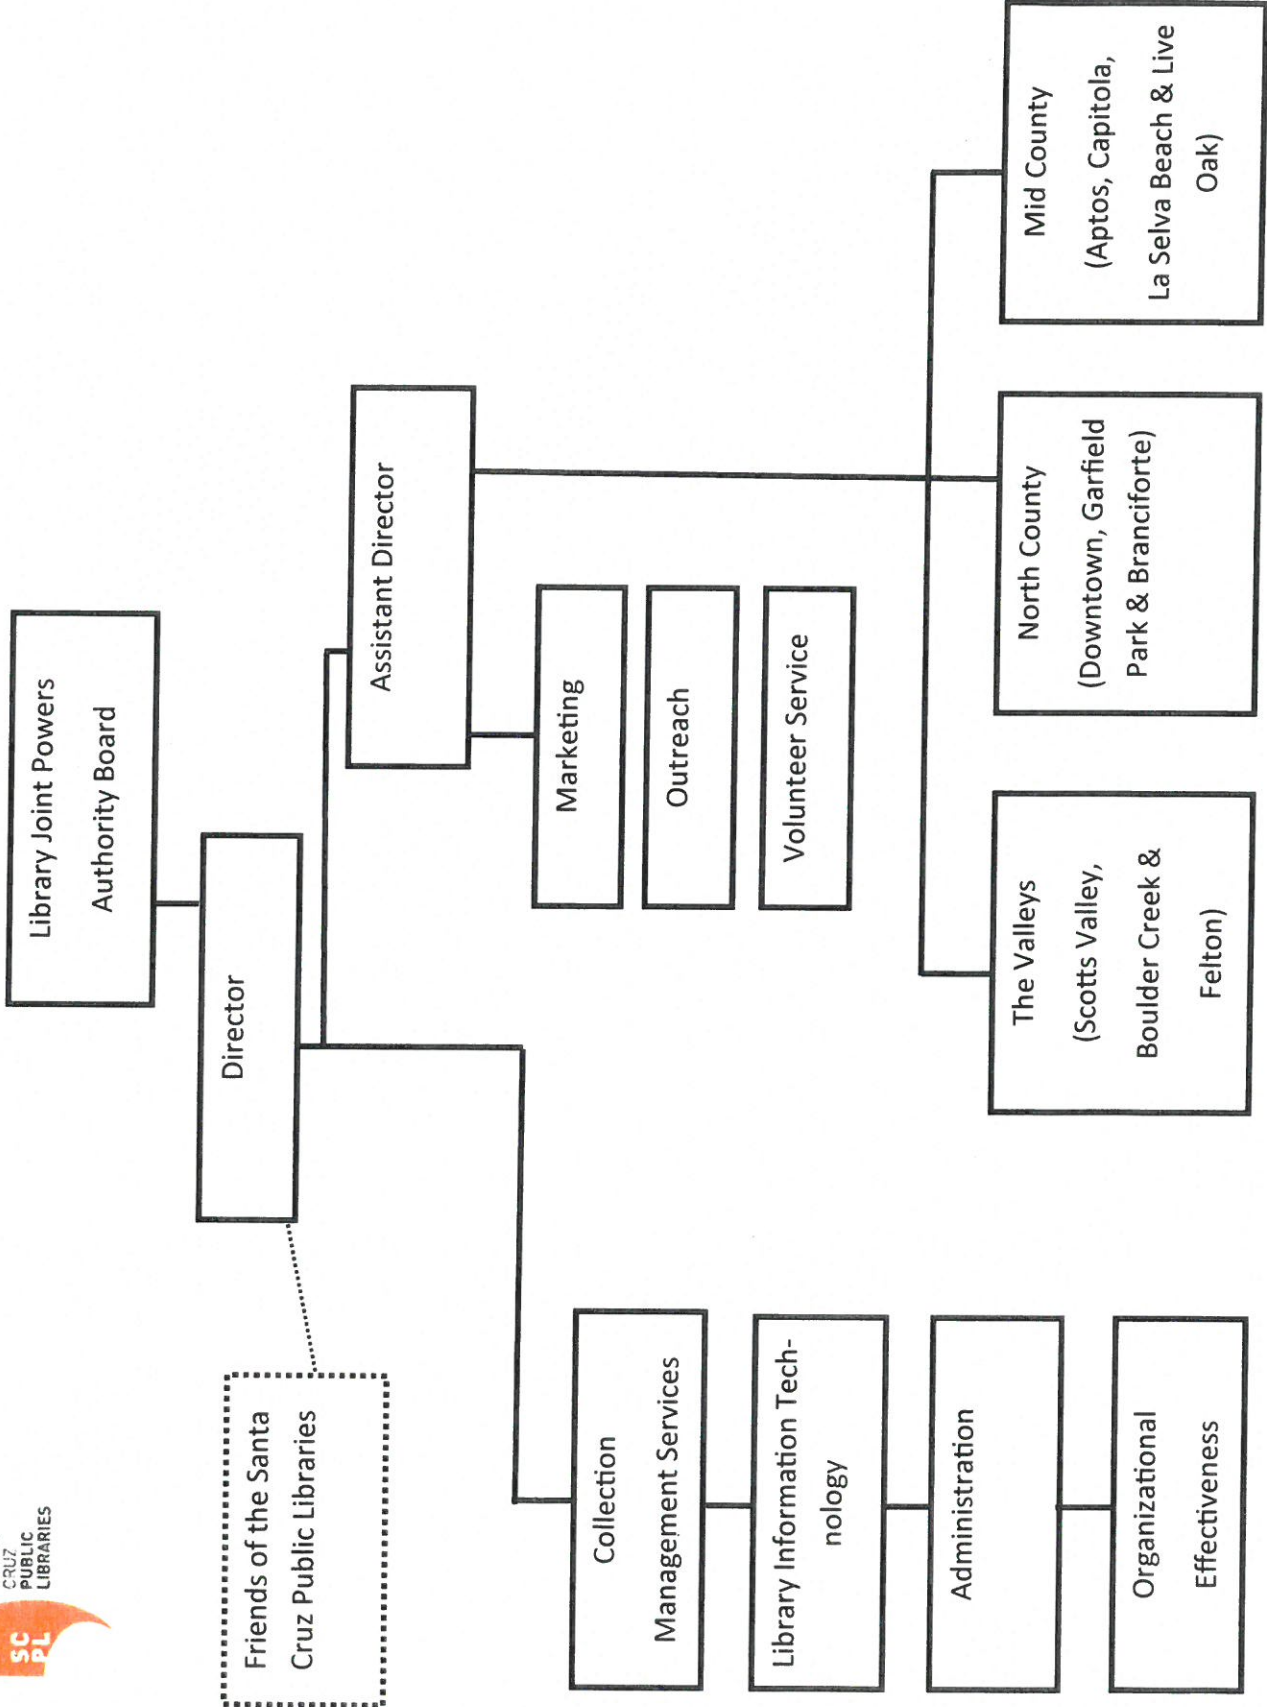 SC
PL
CRUZ
PUBLIC
LIBRARIES
Library Joint Powers
Authority Board
Director
Friends of the Santa
Cruz Public Libraries
Assistant Director
Marketing
Outreach
Volunteer Service
Collection
Management Services
Library Information Tech-
nology
Administration
Organizational
Effectiveness
The Valleys
(Scotts Valley,
Boulder Creek &
Felton)
North County
(Downtown, Garfield
Park & Branciforte)
Mid County
(Aptos, Capitola,
La Selva Beach & Live
Oak)